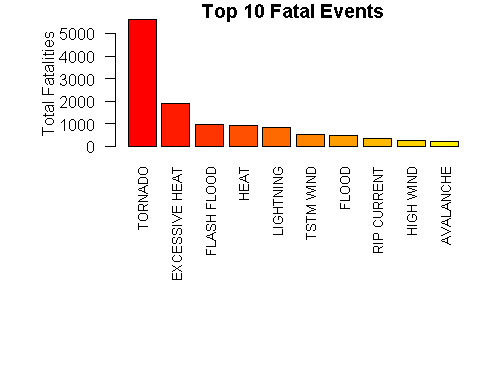 Top 10 Fatal Events
Total Fatalities
5000
4000
3000
2000
1000
0
TORNADO
EXCESSIVE HEAT
FLASH FLOOD
HEAT
LIGHTNING
TSTM WIND
FLOOD
RIP CURRENT
HIGH WIND
AVALANCHE